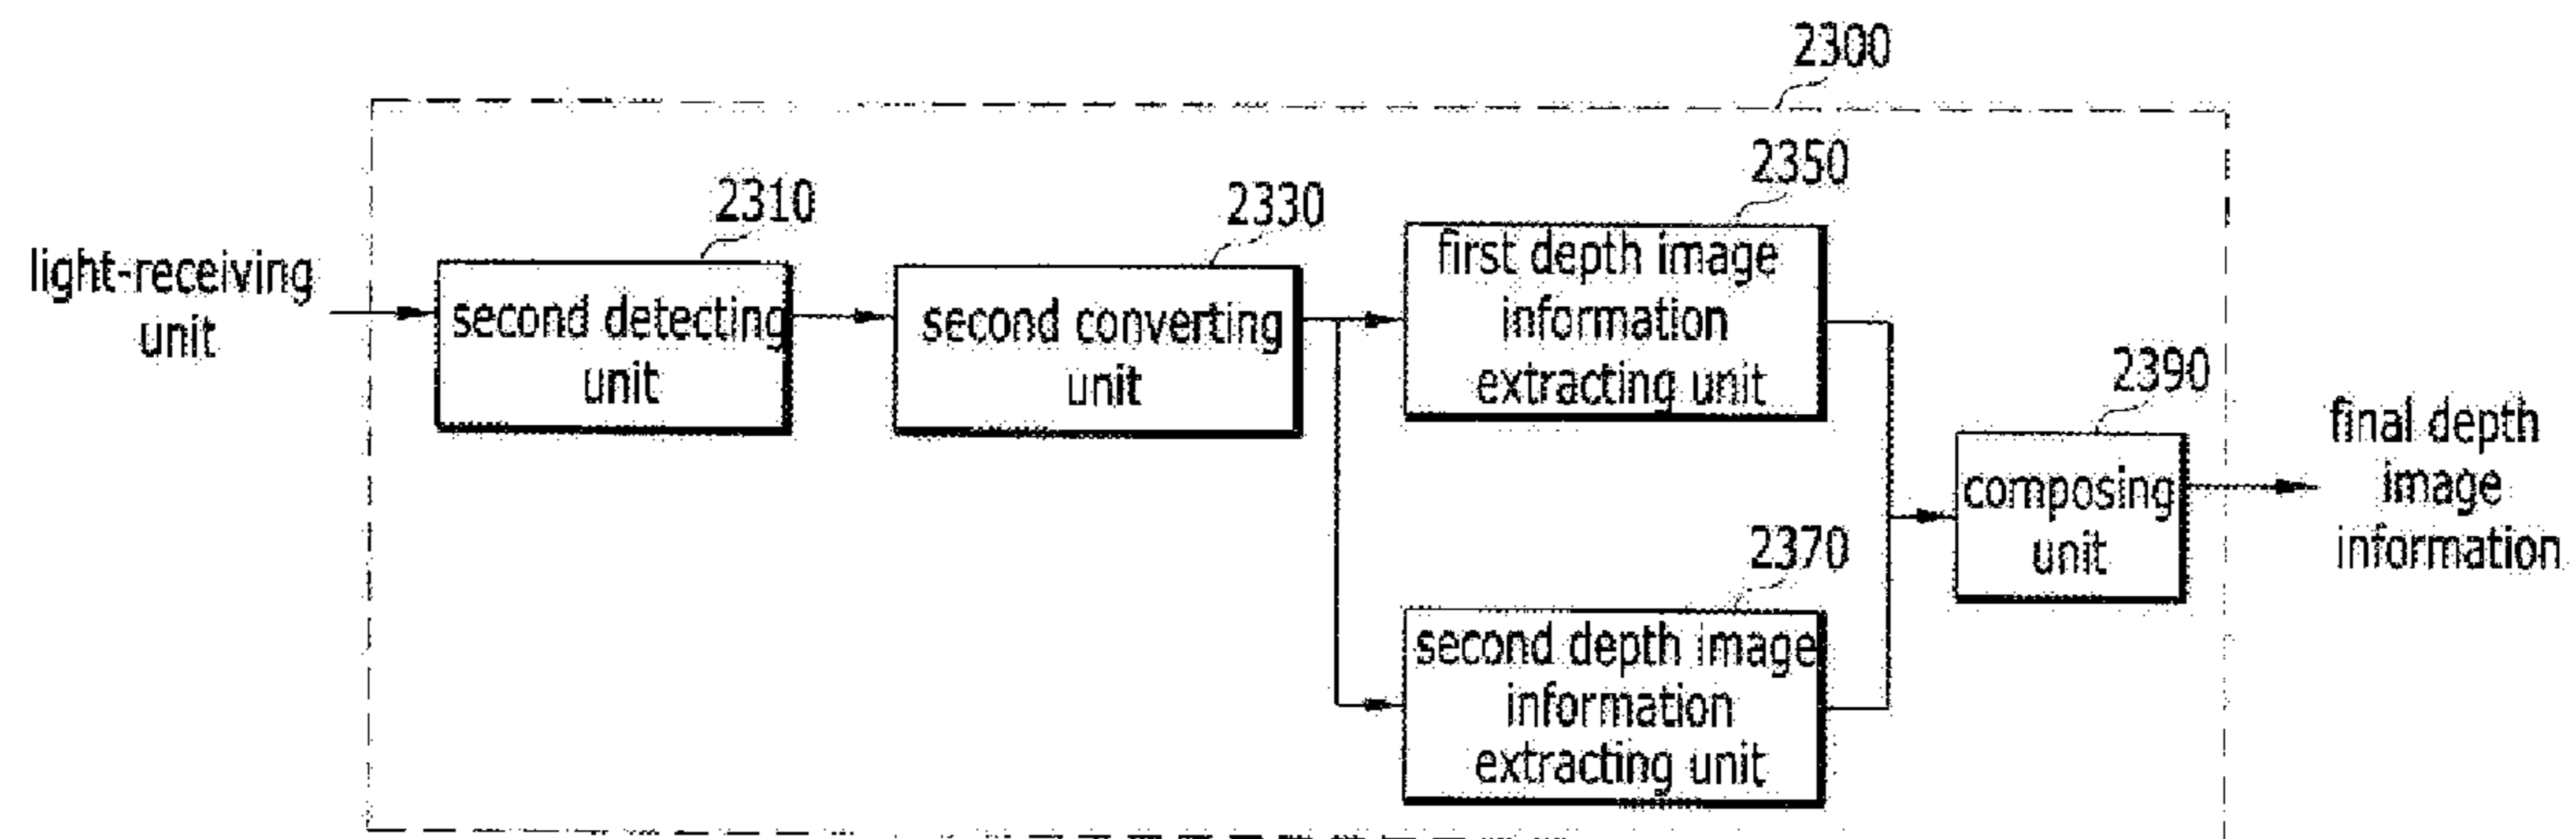 2300
2310
2330
2350
light-receiving
unit
second detecting
unit
second converting
unit
first depth image
information
extracting unit
2370
second depth image
information
extracting unit
2390
composing
unit
final depth
image
information